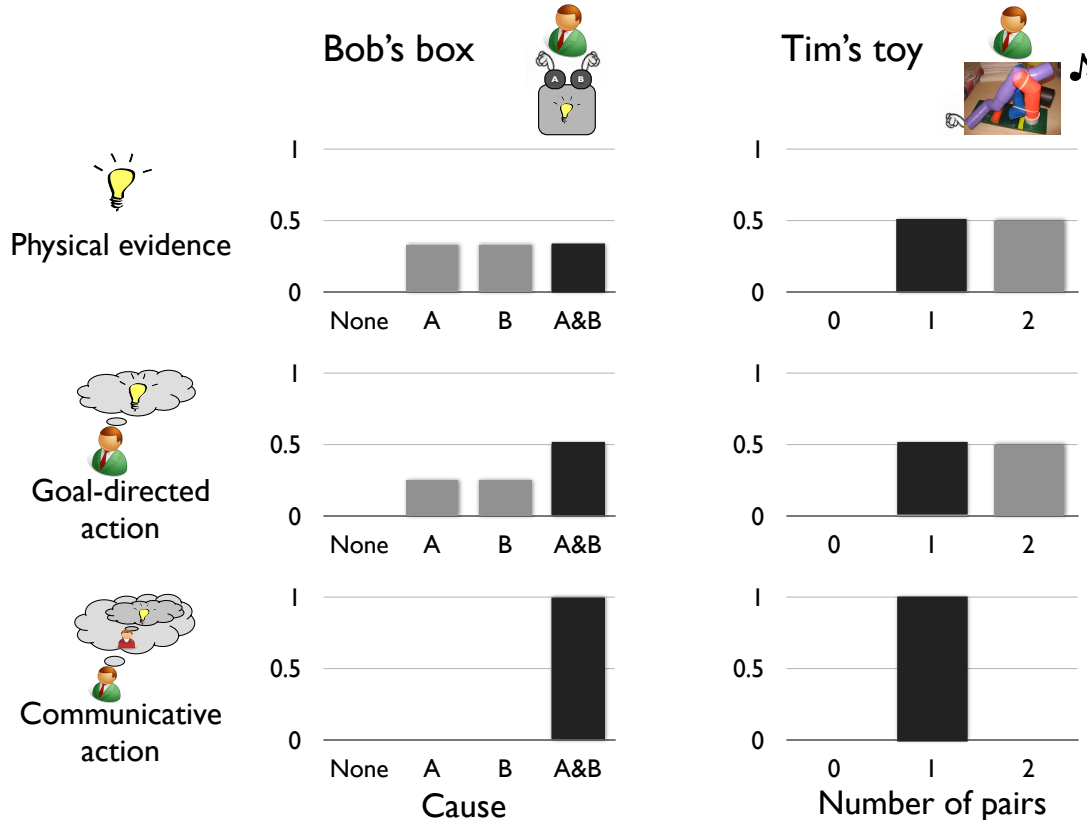 Bob's box
A B
Tim's toy
Physical evidence
1
0.5
0
None A B A&B
1
0.5
0
0 1 2
Goal-directed
action
1
0.5
0
None A B A&B
1
0.5
0
0 1 2
Communicative
action
1
0.5
0
None A B A&B
Cause
1
0.5
0
0 1 2
Number of pairs